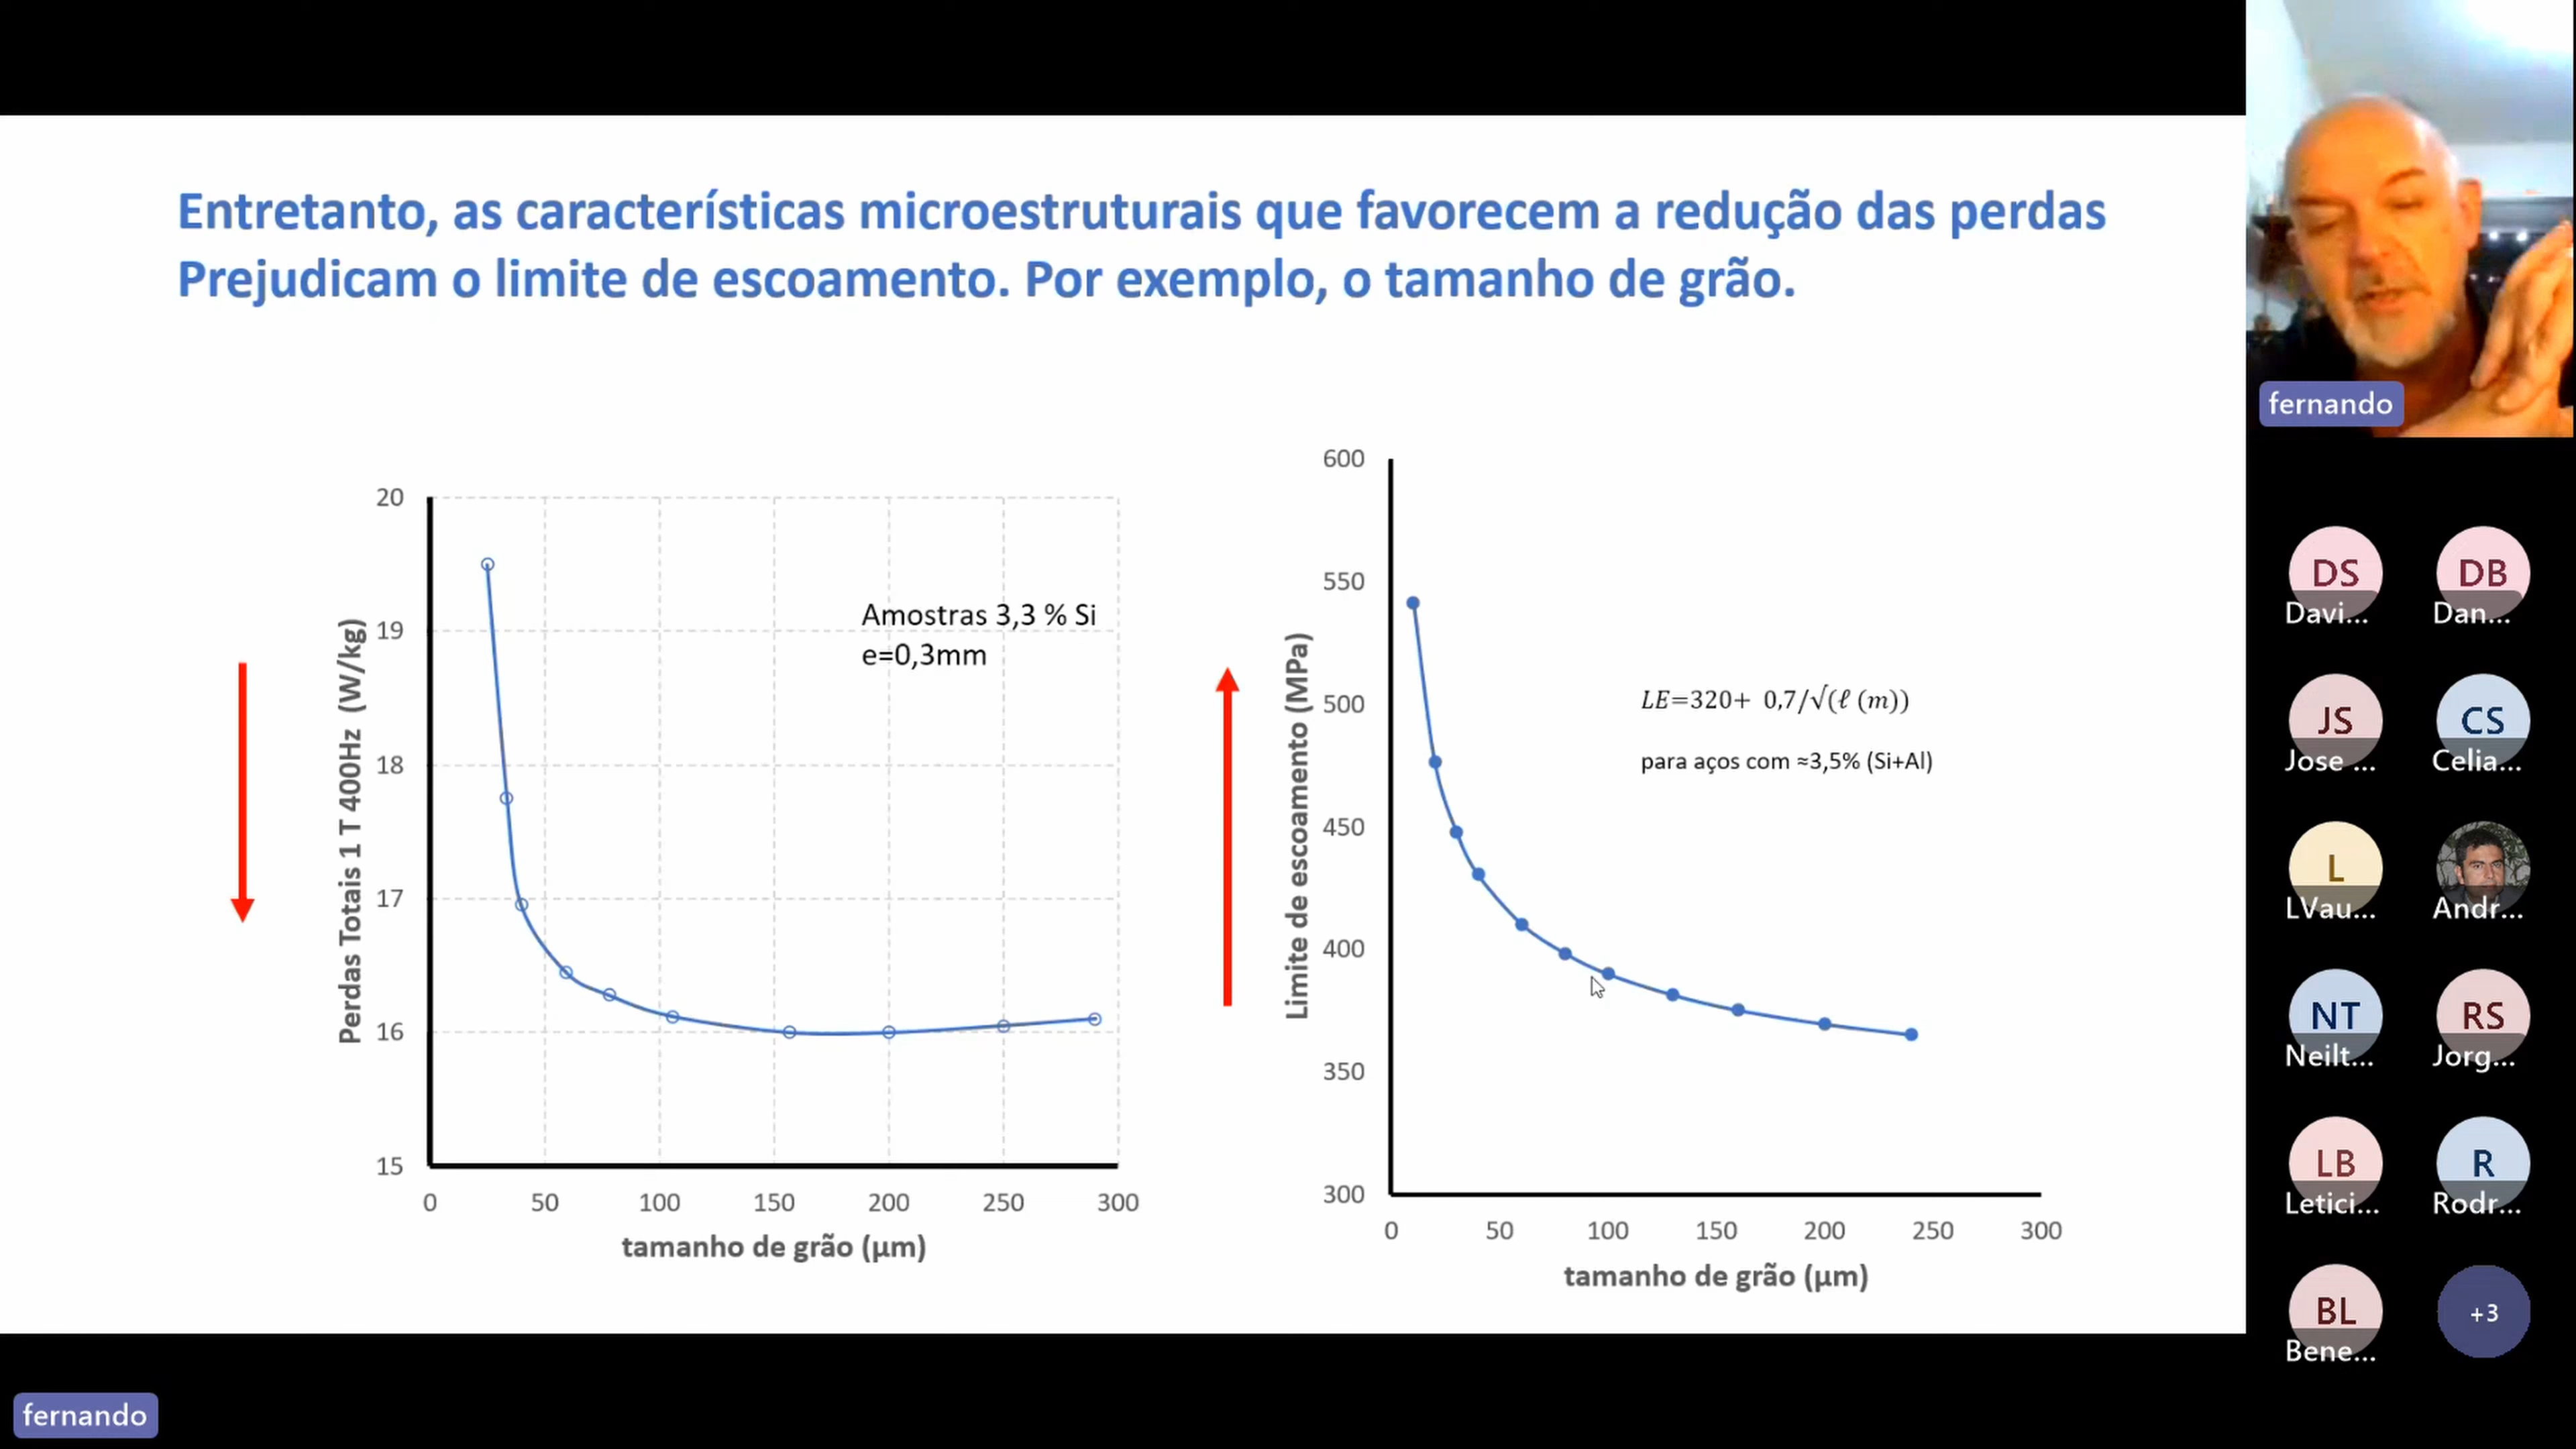 Entretanto, as características microestruturais que favorecem a redução das perdas
Prejudicam o limite de escoamento. Por exemplo, o tamanho de grão.
Perdas Totais 1 T 400Hz (W/kg)
20
19
18
17
16
15
0 50 100 150 200 250 300
tamanho de grão (µm)
Amostras 3,3 % Si
e=0,3mm
Limite de escoamento (MPa)
600
550
500
450
400
350
300
0 50 100 150 200 250 300
tamanho de grão (µm)
LE=320+ 0,7/√(ℓ (m))
para aços com ≈3,5% (Si+Al)
fernando
DS
Davi...
DB
Dan...
JS
Jose ...
CS
Celia...
L
LVau...
Andr...
NT
Neilt...
RS
Jorg...
LB
Letici...
R
Rodr...
BL
Bene...
+3
fernando